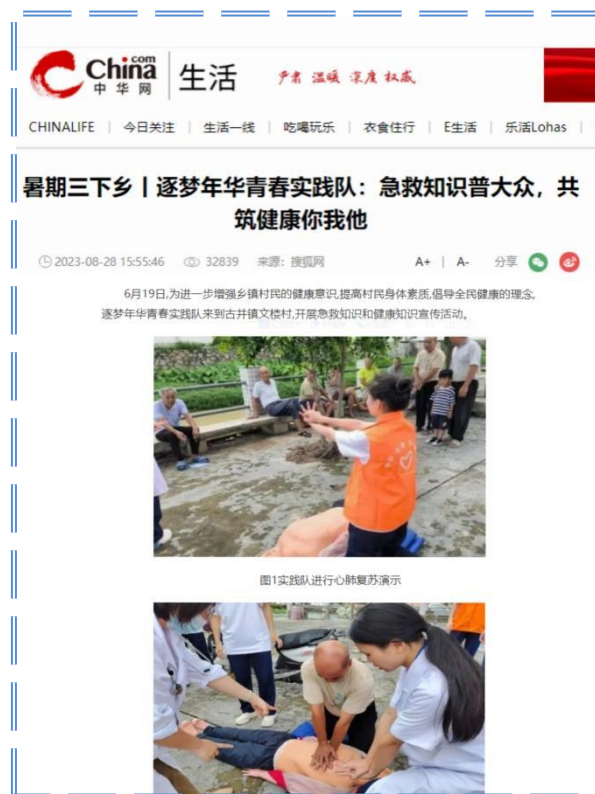 China.com
中华网
生活
严肃 温暖 深度 权威
CHINALIFE | 今日关注 | 生活一线 | 吃喝玩乐 | 衣食住行 | E生活 | 乐活Lohas |
暑期三下乡丨逐梦年华青春实践队：急救知识普大众，共
筑健康你我他
2023-08-28 15:55:46 32839 来源：搜狐网 A+ | A- 分享
6月19日,为进一步增强乡镇村民的健康意识,提高村民身体素质,倡导全民健康的理念,
逐梦年华青春实践队来到古井镇文楼村,开展急救知识和健康知识宣传活动。
图1实践队进行心肺复苏演示